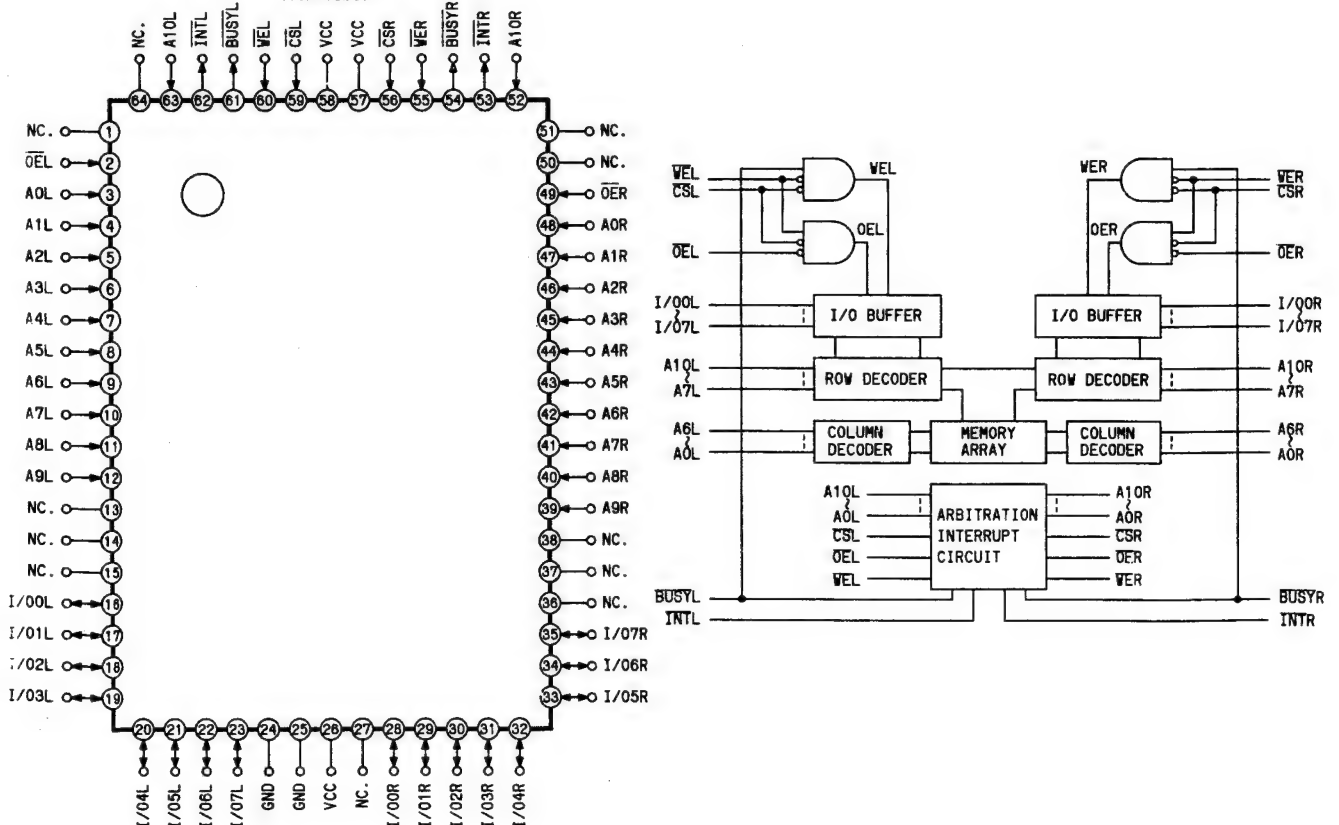 NC.
A10L
INTL
BUSYL
WEL
CSL
VCC
VCC
CSR
WER
BUSYR
INTR
A10R
64 63 62 61 60 59 58 57 56 55 54 53 52
NC. 1
OEL 2
A0L 3
A1L 4
A2L 5
A3L 6
A4L 7
A5L 8
A6L 9
A7L 10
A8L 11
A9L 12
NC. 13
NC. 14
NC. 15
I/O0L 16
I/O1L 17
I/O2L 18
I/O3L 19
51 NC.
50 NC.
49 OER
48 A0R
47 A1R
46 A2R
45 A3R
44 A4R
43 A5R
42 A6R
41 A7R
40 A8R
39 A9R
38 NC.
37 NC.
36 NC.
35 I/O7R
34 I/O6R
33 I/O5R
20 21 22 23 24 25 26 27 28 29 30 31 32
I/O4L
I/O5L
I/O6L
I/O7L
GND
GND
VCC
NC.
I/O0R
I/O1R
I/O2R
I/O3R
I/O4R
WEL
CSL
WEL
WER
WER
CSR
OEL
OEL
OER
OER
I/O0L
~
I/O7L
I/O BUFFER
I/O BUFFER
I/O0R
~
I/O7R
A10L
~
A7L
ROW DECODER
ROW DECODER
A10R
~
A7R
A6L
~
A0L
COLUMN
DECODER
MEMORY
ARRAY
COLUMN
DECODER
A6R
~
A0R
A10L
~
A0L
CSL
OEL
WEL
ARBITRATION
INTERRUPT
CIRCUIT
A10R
~
A0R
CSR
OER
WER
BUSYL
INTL
BUSYR
INTR